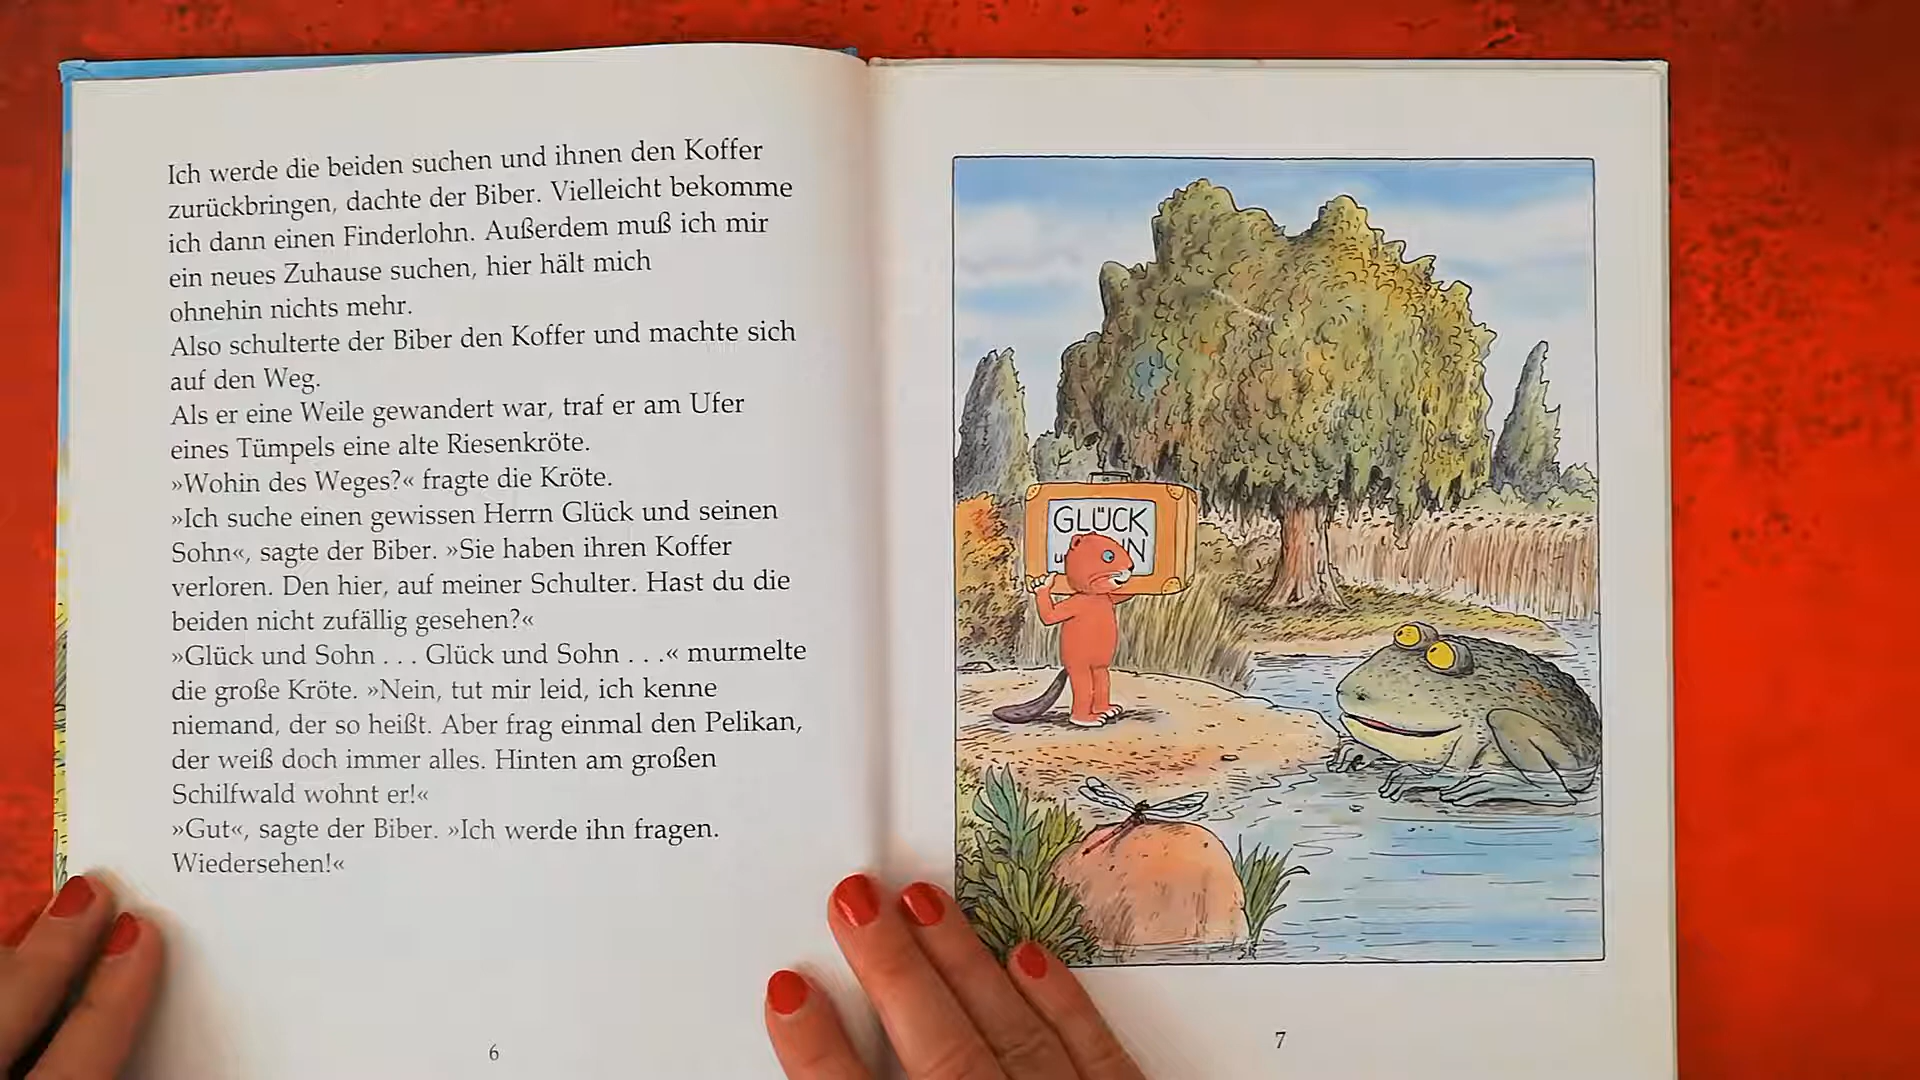 Ich werde die beiden suchen und ihnen den Koffer
zurückbringen, dachte der Biber. Vielleicht bekomme
ich dann einen Finderlohn. Außerdem muß ich mir
ein neues Zuhause suchen, hier hält mich
ohnehin nichts mehr.
Also schulterte der Biber den Koffer und machte sich
auf den Weg.
Als er eine Weile gewandert war, traf er am Ufer
eines Tümpels eine alte Riesenkröte.
»Wohin des Weges?« fragte die Kröte.
»Ich suche einen gewissen Herrn Glück und seinen
Sohn«, sagte der Biber. »Sie haben ihren Koffer
verloren. Den hier, auf meiner Schulter. Hast du die
beiden nicht zufällig gesehen?«
»Glück und Sohn . . . Glück und Sohn . . .« murmelte
die große Kröte. »Nein, tut mir leid, ich kenne
niemand, der so heißt. Aber frag einmal den Pelikan,
der weiß doch immer alles. Hinten am großen
Schilfwald wohnt er!«
»Gut«, sagte der Biber. »Ich werde ihn fragen.
Wiedersehen!«
6
GLÜCK
7